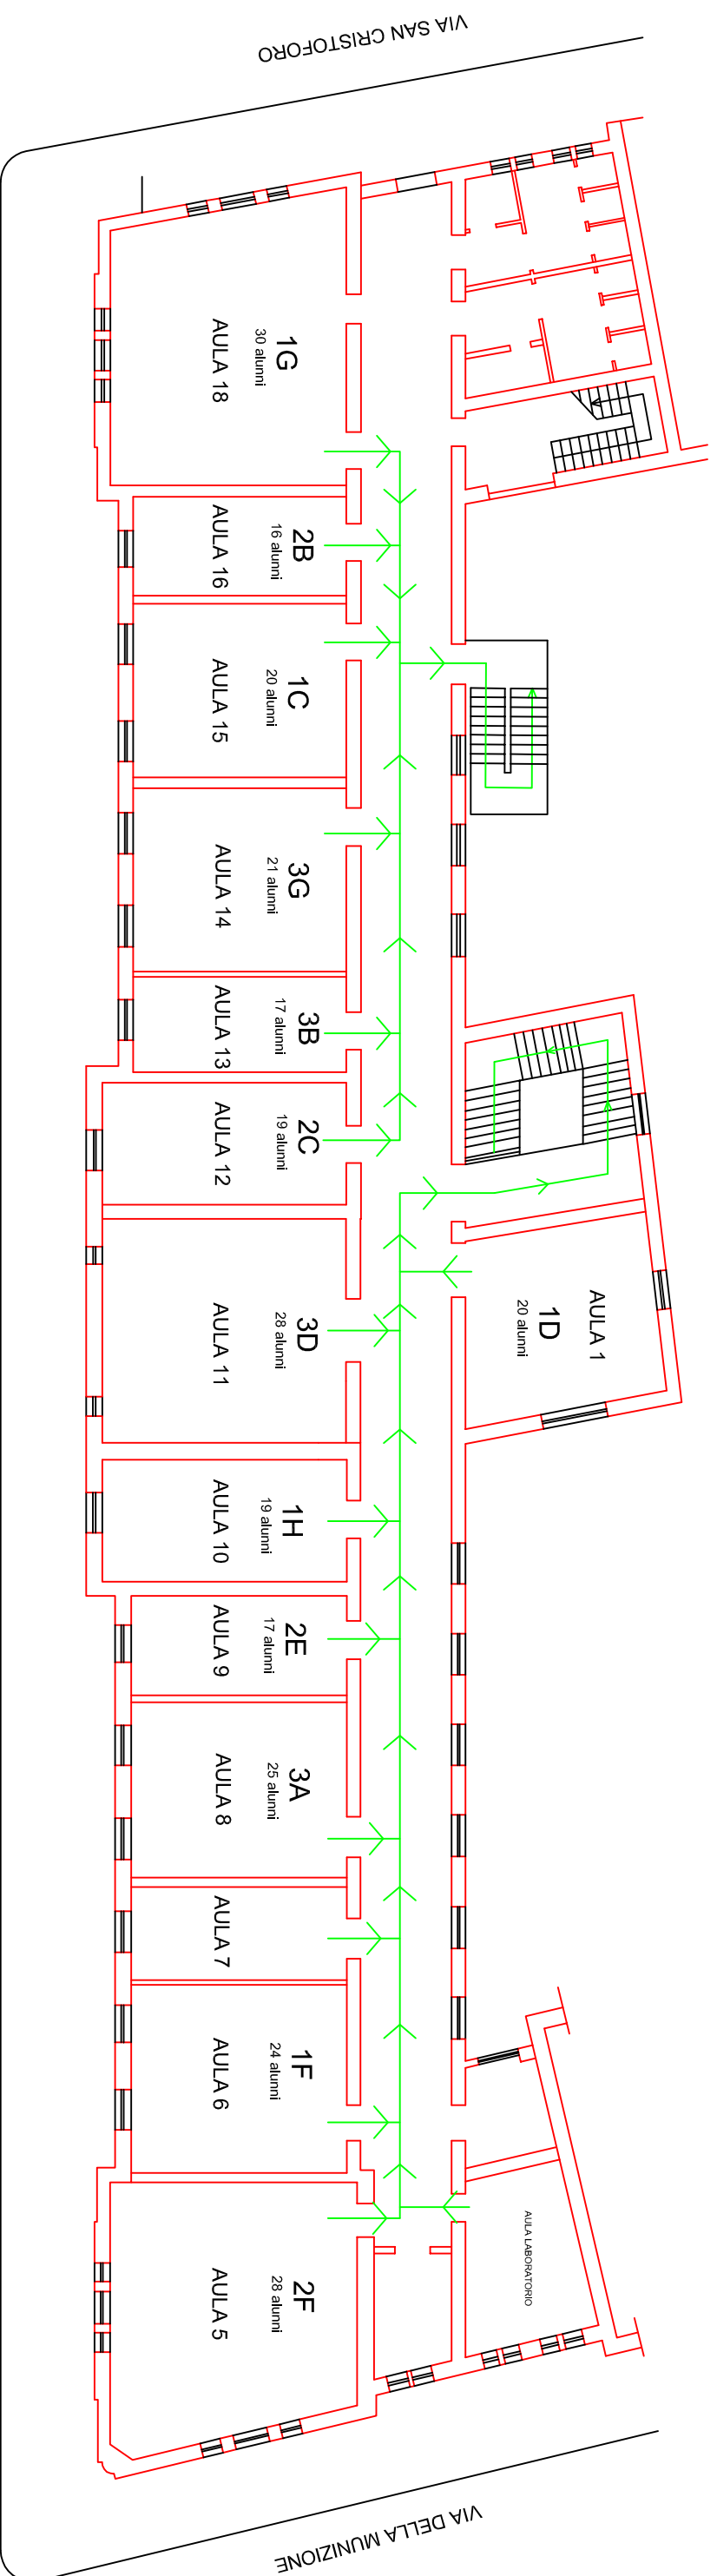 VIA SAN CRISTOFORO
1G
30 alunni
AULA 18
2B
16 alunni
AULA 16
1C
20 alunni
AULA 15
3G
21 alunni
AULA 14
3B
17 alunni
AULA 13
2C
19 alunni
AULA 12
3D
28 alunni
AULA 11
AULA 1
1D
20 alunni
1H
19 alunni
AULA 10
2E
17 alunni
AULA 9
3A
25 alunni
AULA 8
AULA 7
1F
24 alunni
AULA 6
AULA LABORATORIO
2F
28 alunni
AULA 5
VIA DELLA MUNIZIONE